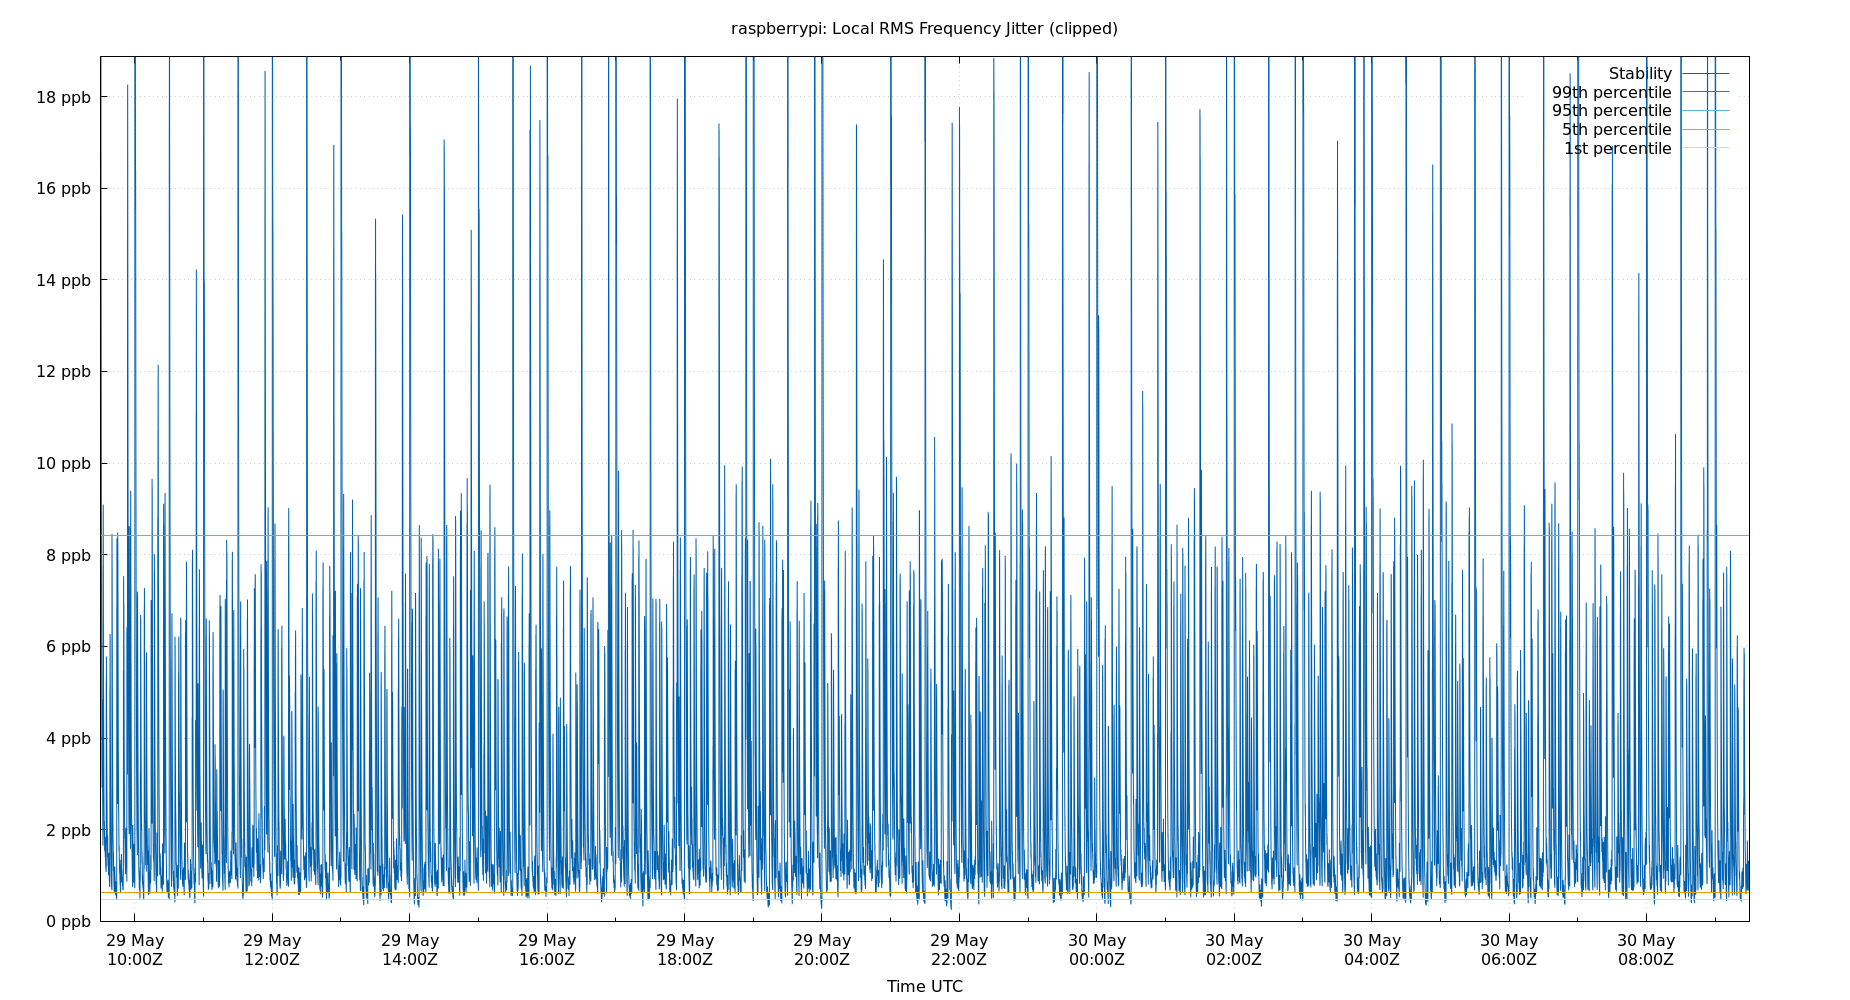 raspberrypi: Local RMS Frequency Jitter (clipped)
Stability
99th percentile
95th percentile
5th percentile
1st percentile
18 ppb
16 ppb
14 ppb
12 ppb
10 ppb
8 ppb
6 ppb
4 ppb
2 ppb
0 ppb
29 May 29 May 29 May 29 May 29 May 29 May 29 May 30 May 30 May 30 May 30 May 30 May
10:00Z 12:00Z 14:00Z 16:00Z 18:00Z 20:00Z 22:00Z 00:00Z 02:00Z 04:00Z 06:00Z 08:00Z
Time UTC